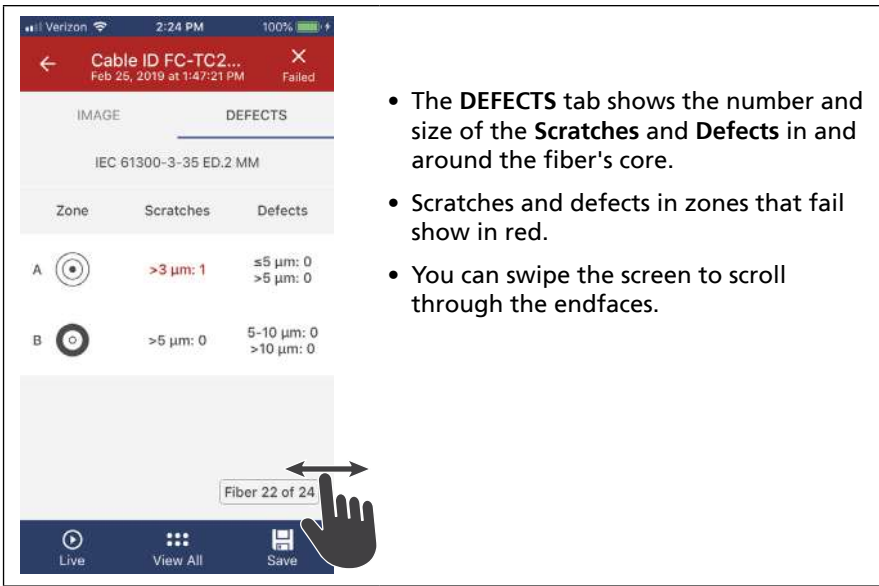 Verizon 2:24 PM 100%
Cable ID FC-TC2...
Feb 25, 2019 at 1:47:21 PM Failed
IMAGE DEFECTS
IEC 61300-3-35 ED.2 MM
Zone Scratches Defects
A >3 µm: 1 ≤5 µm: 0
>5 µm: 0
B >5 µm: 0 5-10 µm: 0
>10 µm: 0
Fiber 22 of 24
Live View All Save
• The DEFECTS tab shows the number and
size of the Scratches and Defects in and
around the fiber's core.
• Scratches and defects in zones that fail
show in red.
• You can swipe the screen to scroll
through the endfaces.